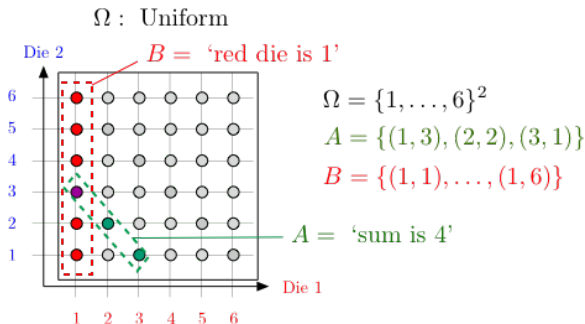 Ω : Uniform
Die 2
B = ‘red die is 1’
6
5
4
3
2
1
Ω = {1, . . . , 6}²
A = {(1, 3), (2, 2), (3, 1)}
B = {(1, 1), . . . , (1, 6)}
A = ‘sum is 4’
Die 1
1 2 3 4 5 6